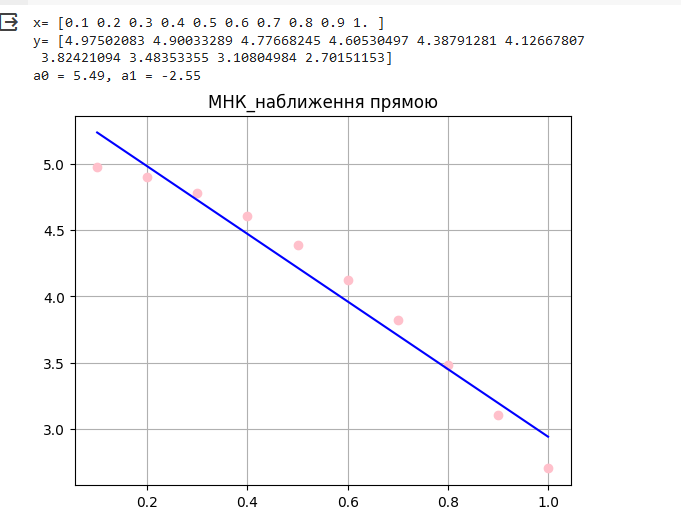 x= [0.1 0.2 0.3 0.4 0.5 0.6 0.7 0.8 0.9 1. ]
y= [4.97502083 4.90033289 4.77668245 4.60530497 4.38791281 4.12667807
3.82421094 3.48353355 3.10804984 2.70151153]
a0 = 5.49, a1 = -2.55
МНК_наближення прямою
5.0
4.5
4.0
3.5
3.0
0.2 0.4 0.6 0.8 1.0